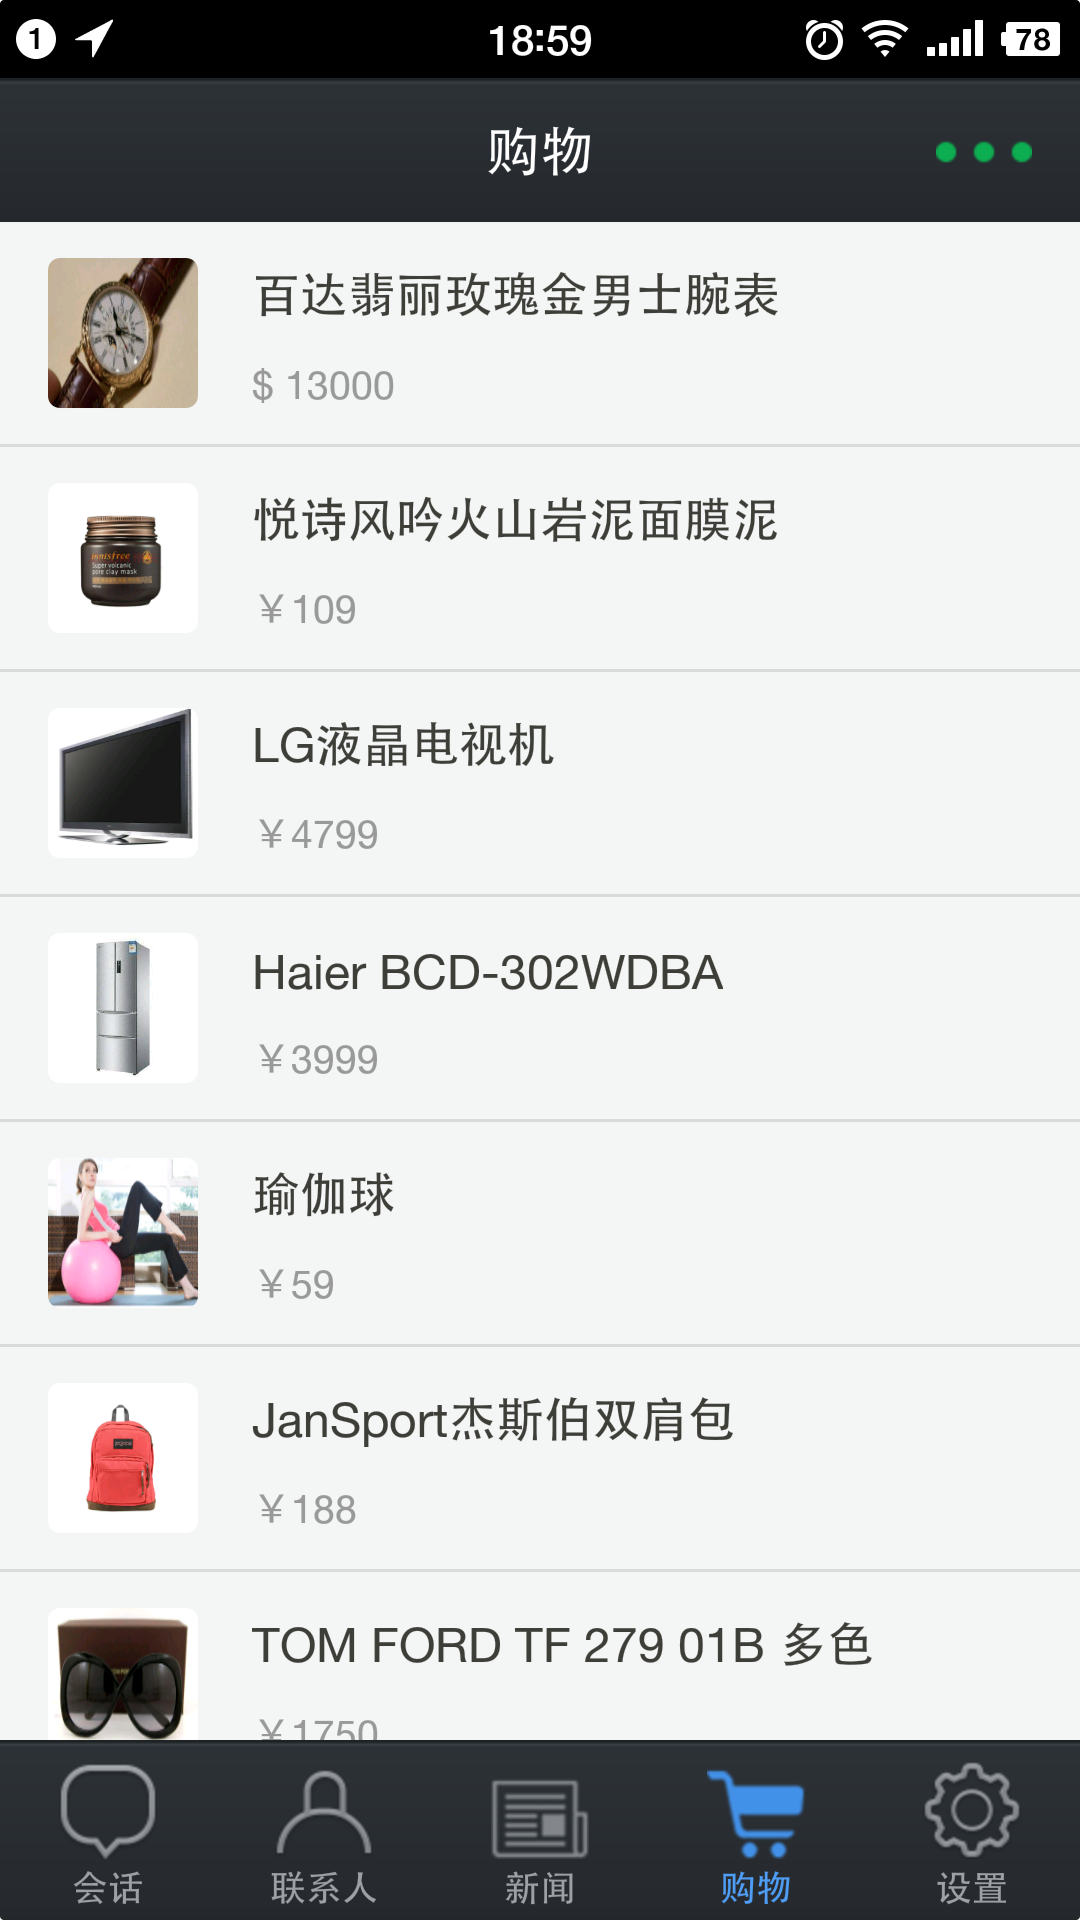 1
18:59
78
购物
百达翡丽玫瑰金男士腕表
$ 13000
悦诗风吟火山岩泥面膜泥
innisfree
Super volcanic
pore clay mask
¥109
LG液晶电视机
¥4799
Haier BCD-302WDBA
¥3999
瑜伽球
¥59
JanSport杰斯伯双肩包
¥188
TOM FORD TF 279 01B 多色
¥1750
会话
联系人
新闻
购物
设置